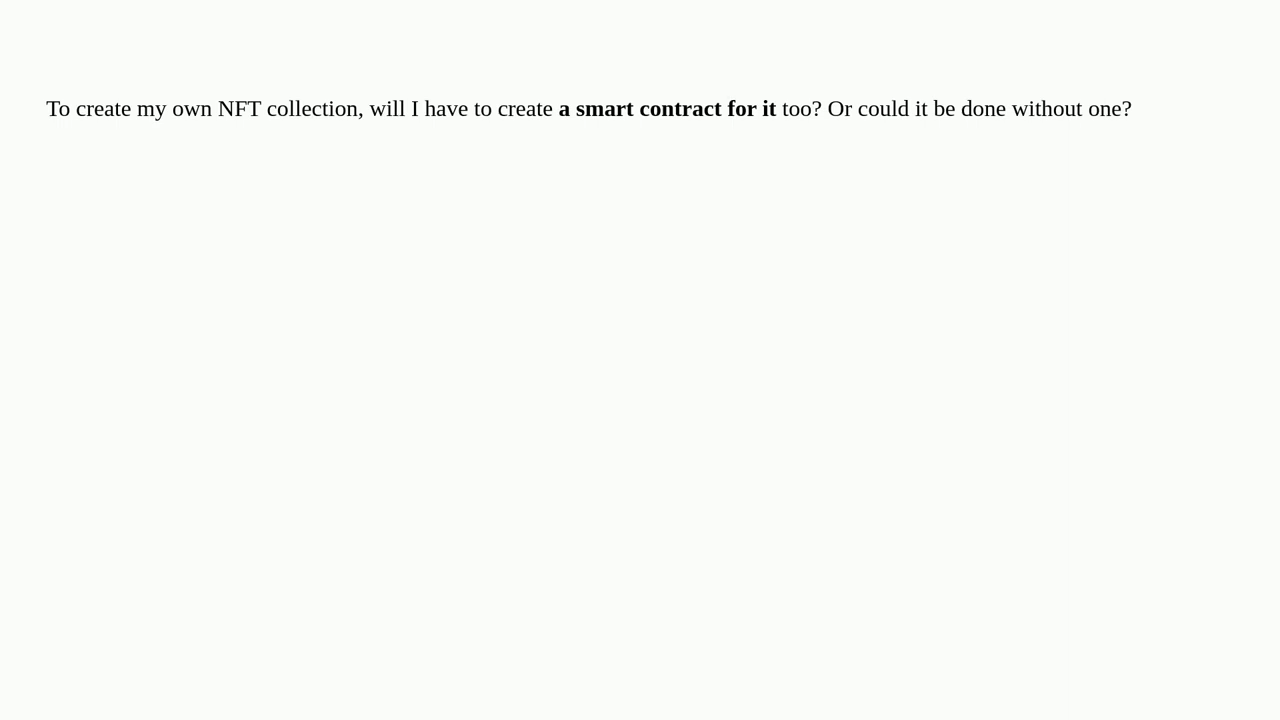 To create my own NFT collection, will I have to create a smart contract for it too? Or could it be done without one?